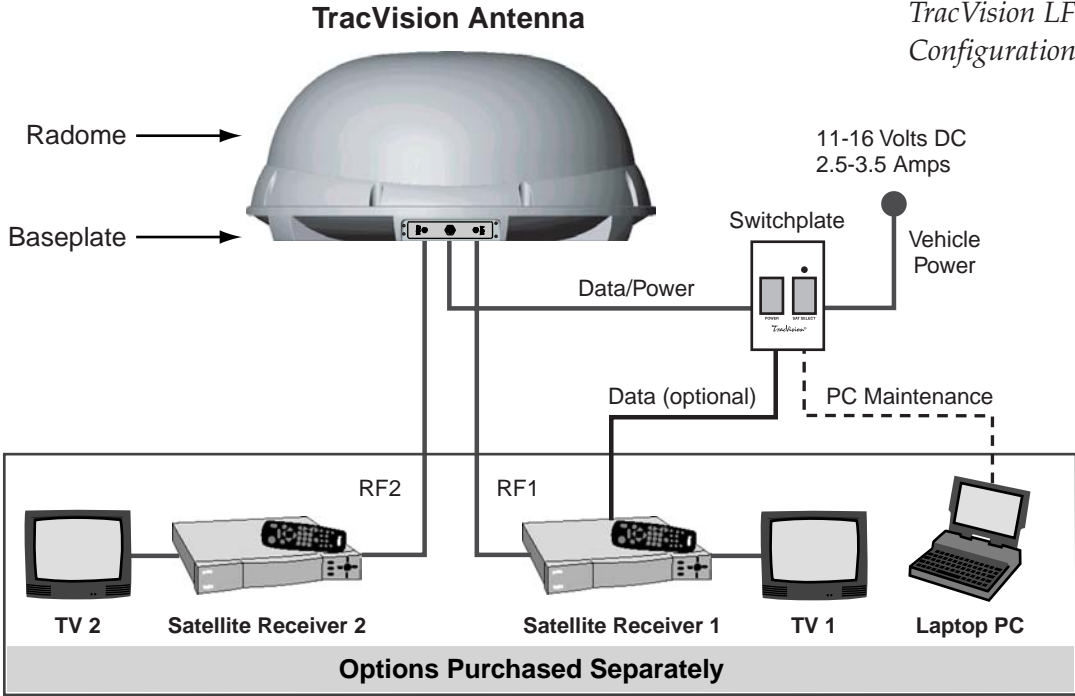 TracVision Antenna
TracVision LF
Configuration
Radome
Baseplate
11-16 Volts DC
2.5-3.5 Amps
Switchplate
Vehicle
Power
Data/Power
POWER
SAT SELECT
TracVision
Data (optional)
PC Maintenance
RF2
RF1
TV 2
Satellite Receiver 2
Satellite Receiver 1
TV 1
Laptop PC
Options Purchased Separately